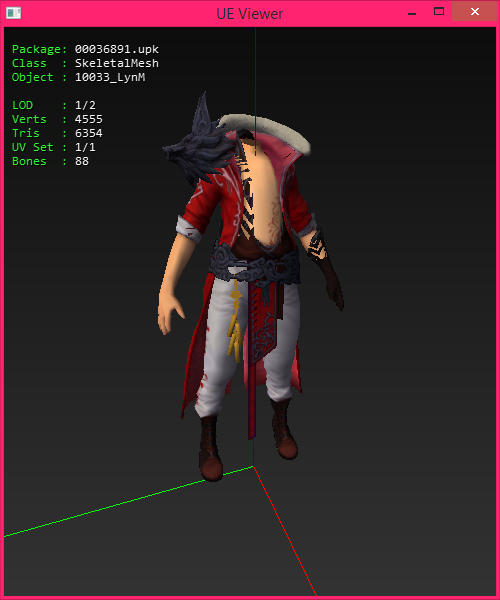 UE Viewer
Package: 00036891.upk
Class : SkeletalMesh
Object : 10033_LynM
LOD : 1/2
Verts : 4555
Tris : 6354
UV Set : 1/1
Bones : 88